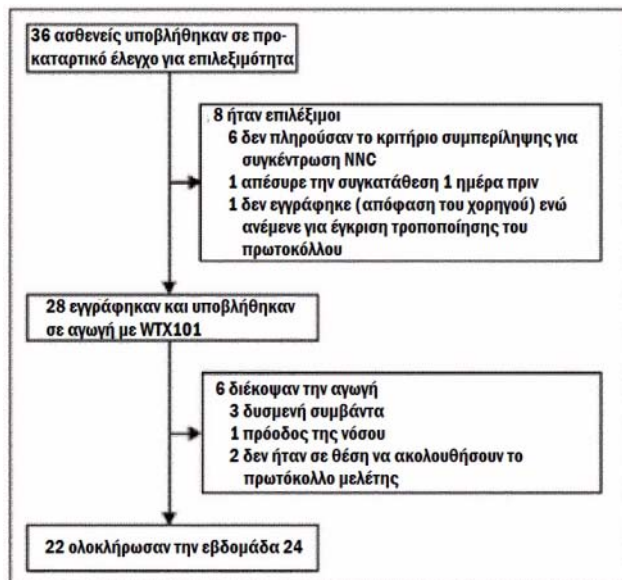 36 ασθενείς υποβλήθηκαν σε προ-
καταρτικό έλεγχο για επιλεξιμότητα
8 ήταν επιλέξιμοι
6 δεν πληρούσαν το κριτήριο συμπερίληψης για
συγκέντρωση NNC
1 απέσυρε την συγκατάθεση 1 ημέρα πριν
1 δεν εγγράφηκε (απόφαση του χορηγού) ενώ
ανέμενε για έγκριση τροποποίησης του
πρωτοκόλλου
28 εγγράφηκαν και υποβλήθηκαν
σε αγωγή με WTX101
6 διέκοψαν την αγωγή
3 δυσμενή συμβάντα
1 πρόοδος της νόσου
2 δεν ήταν σε θέση να ακολουθήσουν το
πρωτόκολλο μελέτης
22 ολοκλήρωσαν την εβδομάδα 24